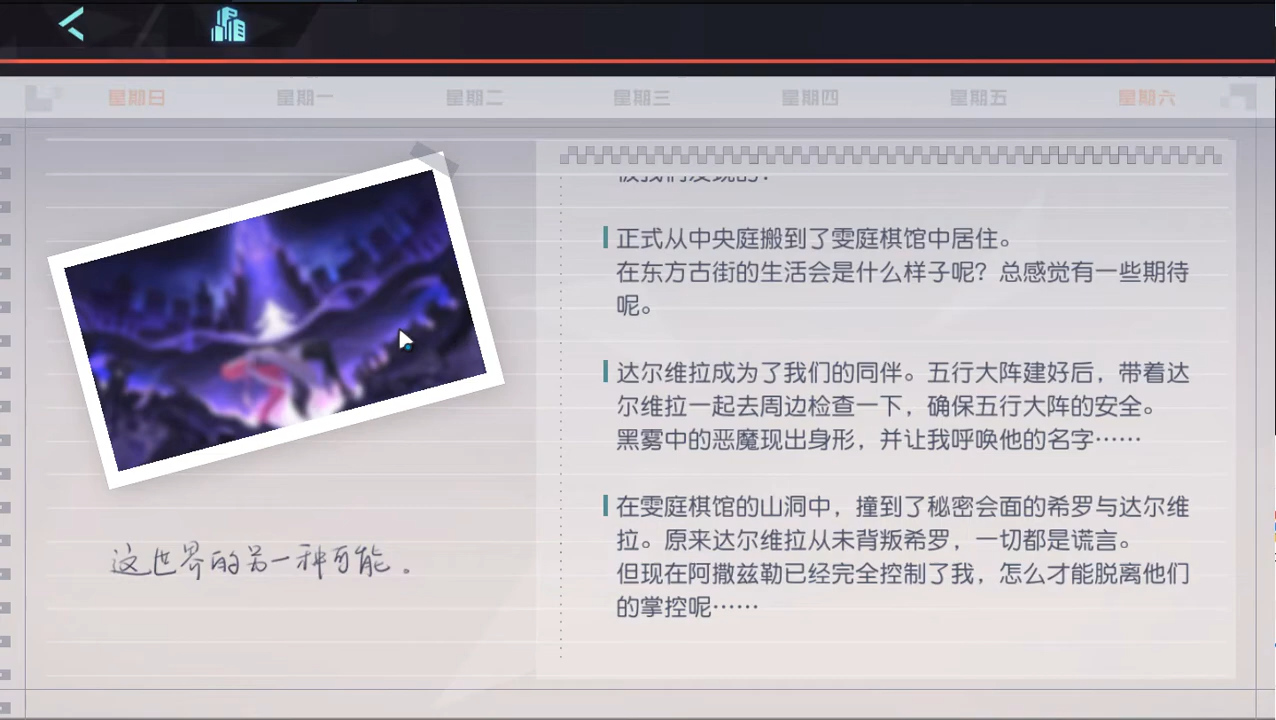 星期日 星期一 星期二 星期三 星期四 星期五 星期六
被我们发现的？
正式从中央庭搬到了雯庭棋馆中居住。
在东方古街的生活会是什么样子呢？总感觉有一些期待
呢。
达尔维拉成为了我们的同伴。五行大阵建好后，带着达
尔维拉一起去周边检查一下，确保五行大阵的安全。
黑雾中的恶魔现出身形，并让我呼唤他的名字……
在雯庭棋馆的山洞中，撞到了秘密会面的希罗与达尔维
拉。原来达尔维拉从未背叛希罗，一切都是谎言。
但现在阿撒兹勒已经完全控制了我，怎么才能脱离他们
的掌控呢……
这世界的另一种可能。